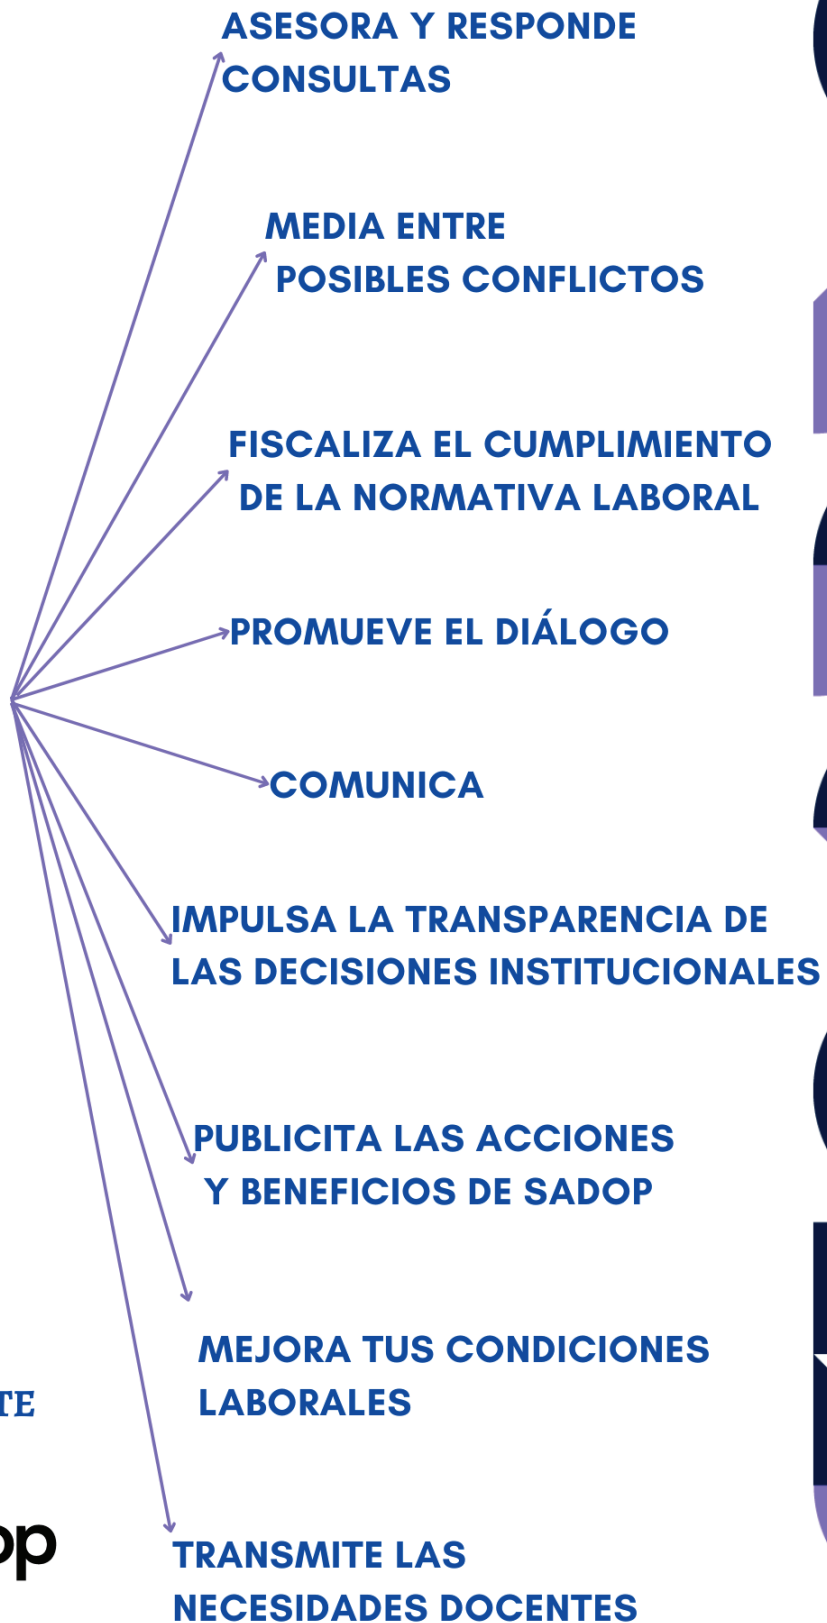 ASESORA Y RESPONDE
CONSULTAS
MEDIA ENTRE
POSIBLES CONFLICTOS
FISCALIZA EL CUMPLIMIENTO
DE LA NORMATIVA LABORAL
PROMUEVE EL DIÁLOGO
COMUNICA
IMPULSA LA TRANSPARENCIA DE
LAS DECISIONES INSTITUCIONALES
PUBLICITA LAS ACCIONES
Y BENEFICIOS DE SADOP
MEJORA TUS CONDICIONES
LABORALES
TE
op
TRANSMITE LAS
NECESIDADES DOCENTES